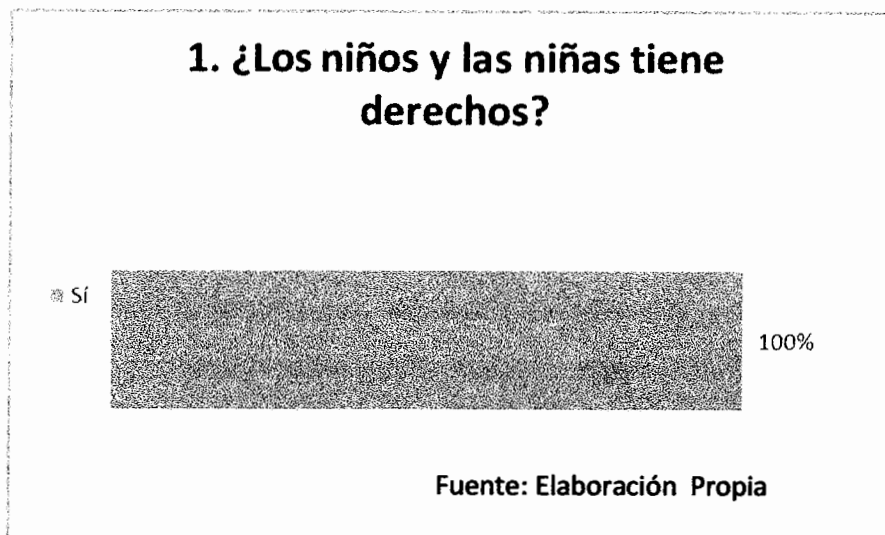 1. ¿Los niños y las niñas tiene
derechos?
Sí
100%
Fuente: Elaboración Propia